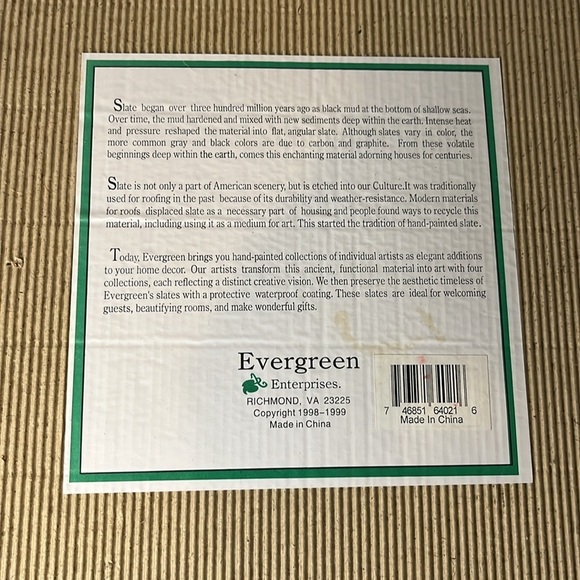 Slate began over three hundred million years ago as black mud at the bottom of shallow seas.
Over time, the mud hardened and mixed with new sediments deep within the earth. Intense heat
and pressure reshaped the material into flat, angular slate. Although slates vary in color, the
more common gray and black colors are due to carbon and graphite. From these volatile
beginnings deep within the earth, comes this enchanting material adorning houses for centuries.
Slate is not only a part of American scenery, but is etched into our Culture.It was traditionally
used for roofing in the past because of its durability and weather-resistance. Modern materials
for roofs displaced slate as a necessary part of housing and people found ways to recycle this
material, including using it as a medium for art. This started the tradition of hand-painted slate.
Today, Evergreen brings you hand-painted collections of individual artists as elegant additions
to your home decor. Our artists transform this ancient, functional material into art with four
collections, each reflecting a distinct creative vision. We then preserve the aesthetic timeless of
Evergreen's slates with a protective waterproof coating. These slates are ideal for welcoming
guests, beautifying rooms, and make wonderful gifts.
Evergreen
Enterprises.
RICHMOND, VA 23225
Copyright 1998-1999
Made in China
7 46851 64021 6
Made In China